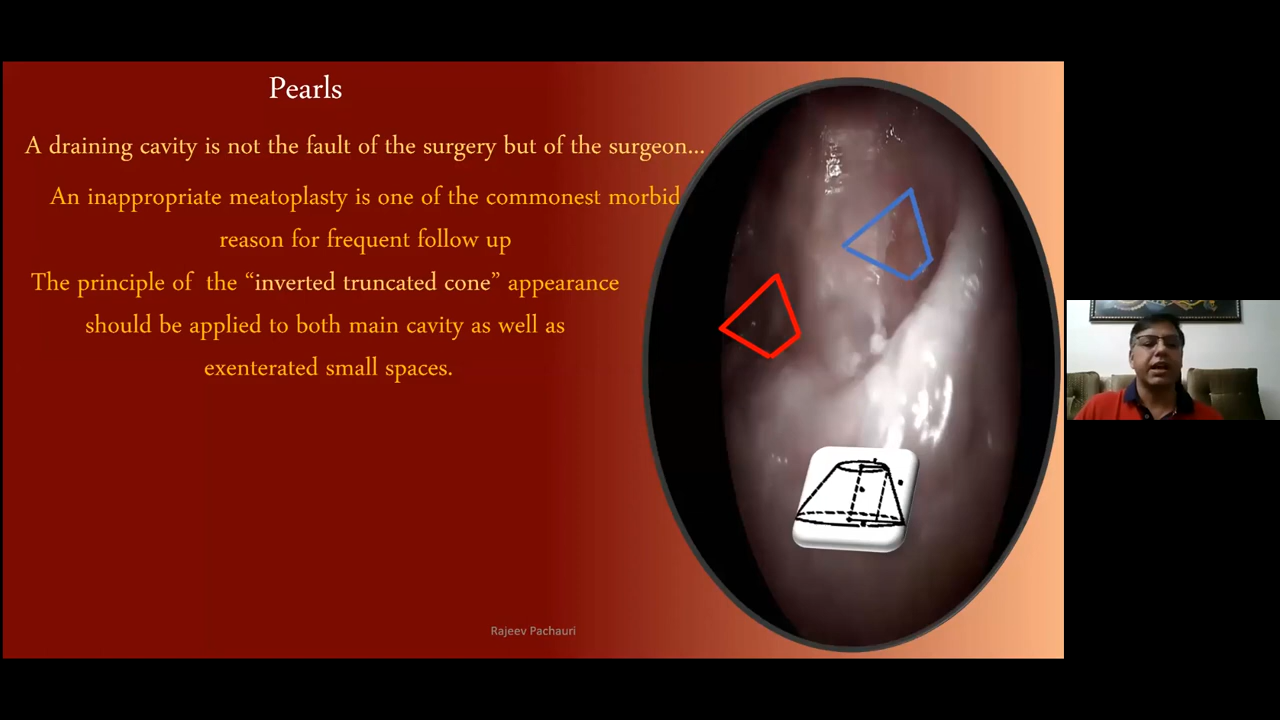 Pearls
A draining cavity is not the fault of the surgery but of the surgeon...
An inappropriate meatoplasty is one of the commonest morbid
reason for frequent follow up
The principle of the “inverted truncated cone” appearance
should be applied to both main cavity as well as
exenterated small spaces.
Rajeev Pachauri